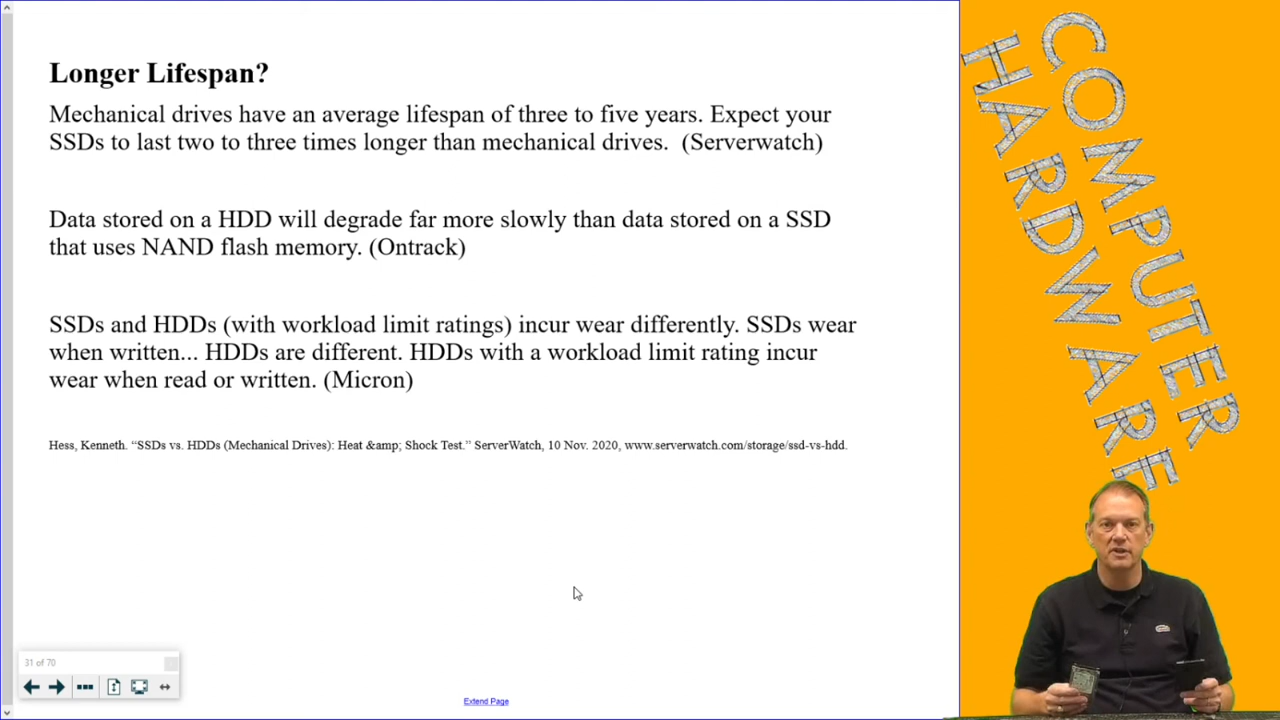 Longer Lifespan?
Mechanical drives have an average lifespan of three to five years. Expect your
SSDs to last two to three times longer than mechanical drives.  (Serverwatch)
Data stored on a HDD will degrade far more slowly than data stored on a SSD
that uses NAND flash memory. (Ontrack)
SSDs and HDDs (with workload limit ratings) incur wear differently. SSDs wear
when written... HDDs are different. HDDs with a workload limit rating incur
wear when read or written. (Micron)
Hess, Kenneth. “SSDs vs. HDDs (Mechanical Drives): Heat &amp; Shock Test.” ServerWatch, 10 Nov. 2020, www.serverwatch.com/storage/ssd-vs-hdd.
31 of 70
Extend Page
COMPUTER
HARDWARE